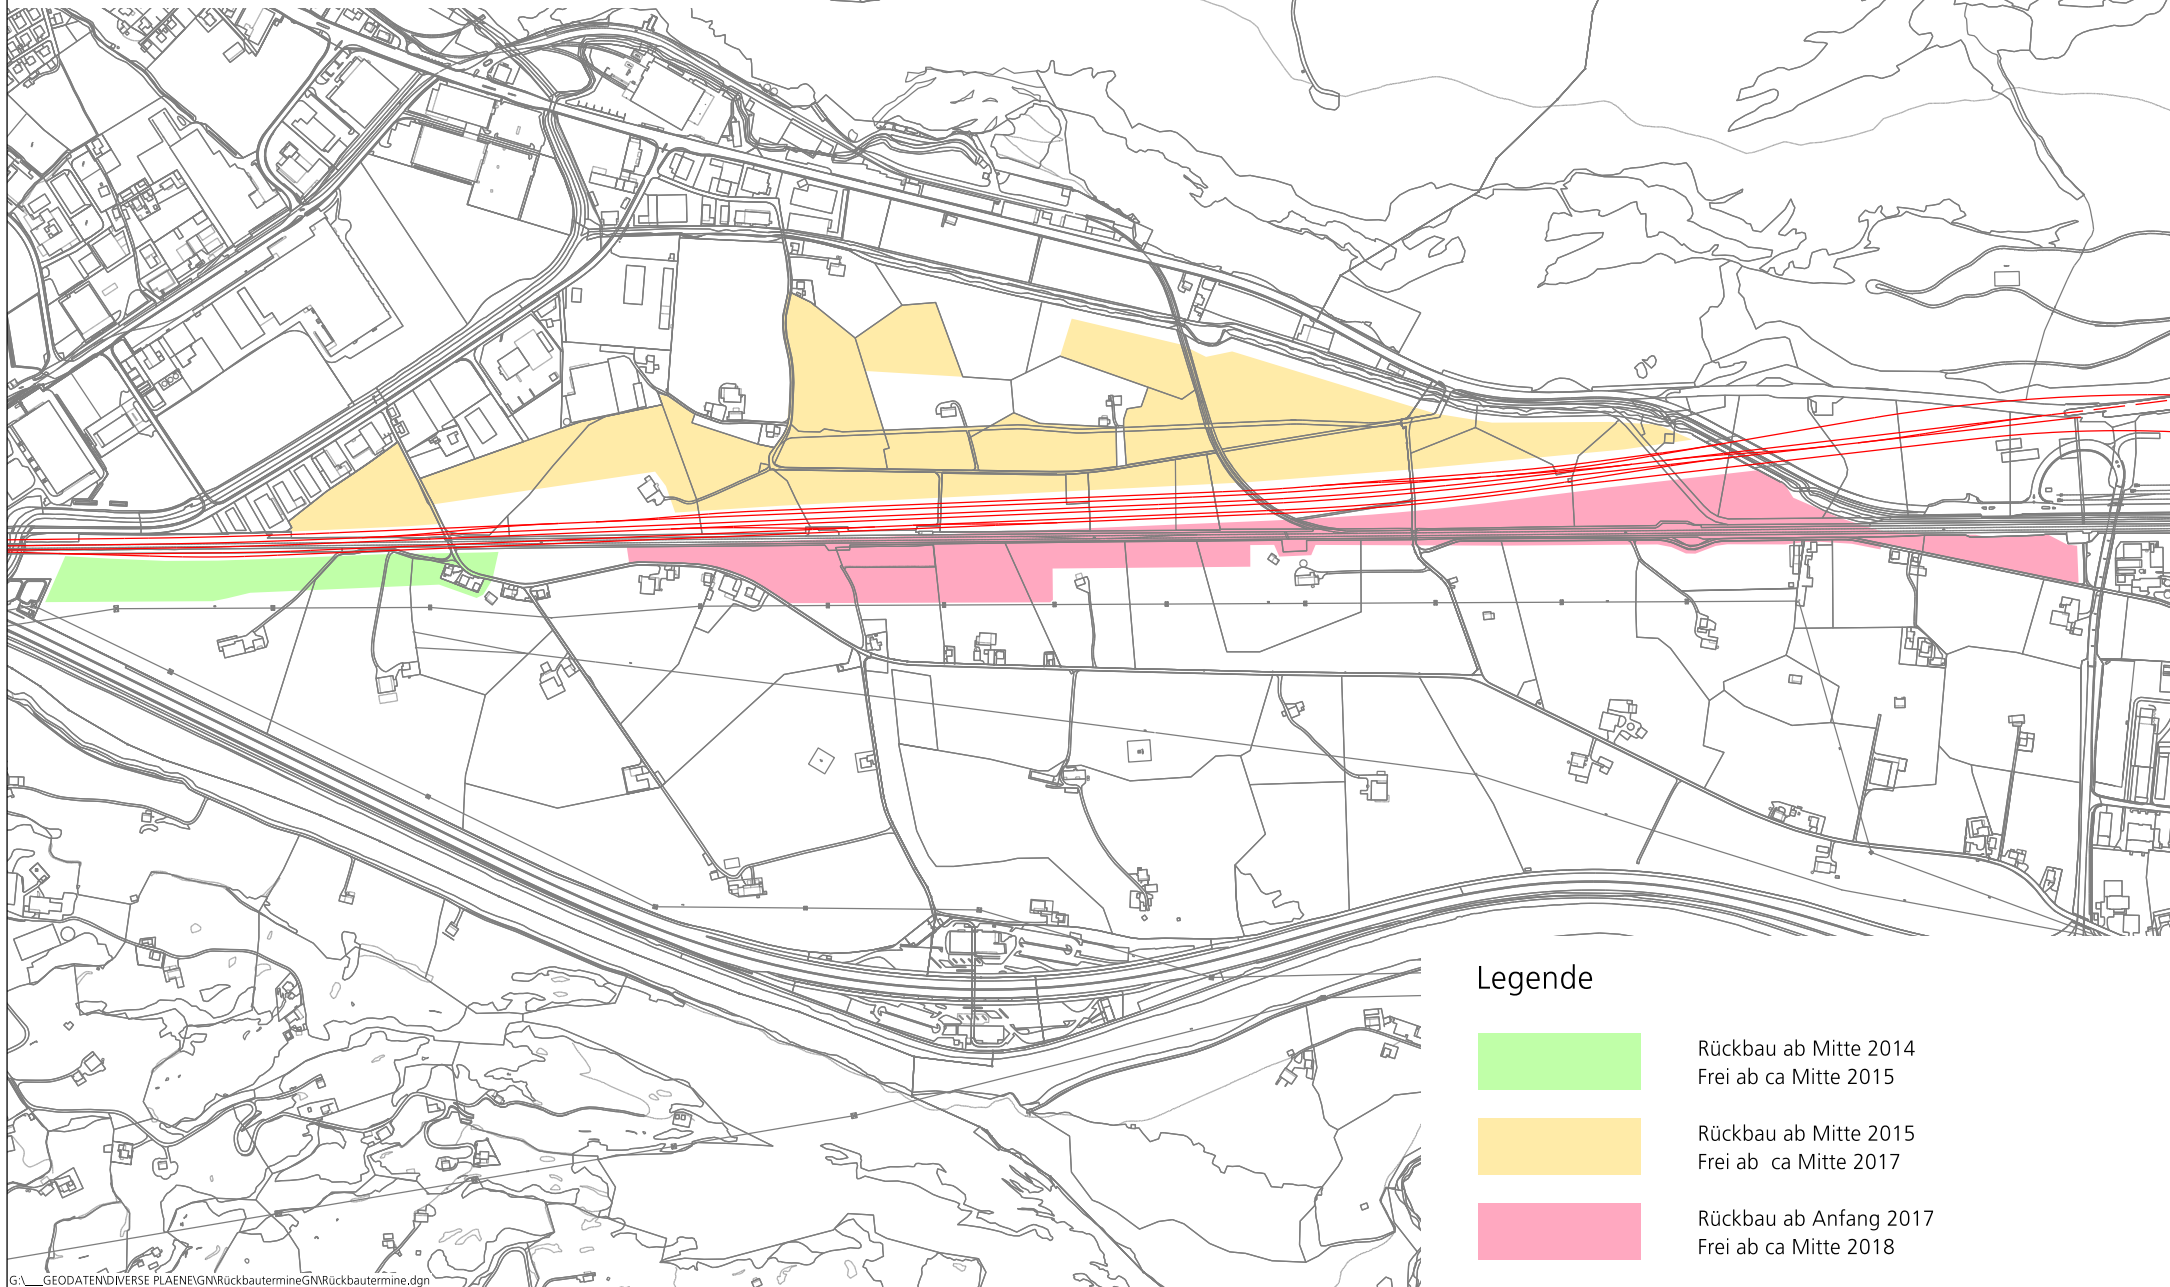 Legende
Rückbau ab Mitte 2014
Frei ab ca Mitte 2015
Rückbau ab Mitte 2015
Frei ab  ca Mitte 2017
Rückbau ab Anfang 2017
Frei ab ca Mitte 2018
G:\___GEODATEN\DIVERSE PLAENE\GN\RückbautermineGN\Rückbautermine.dgn